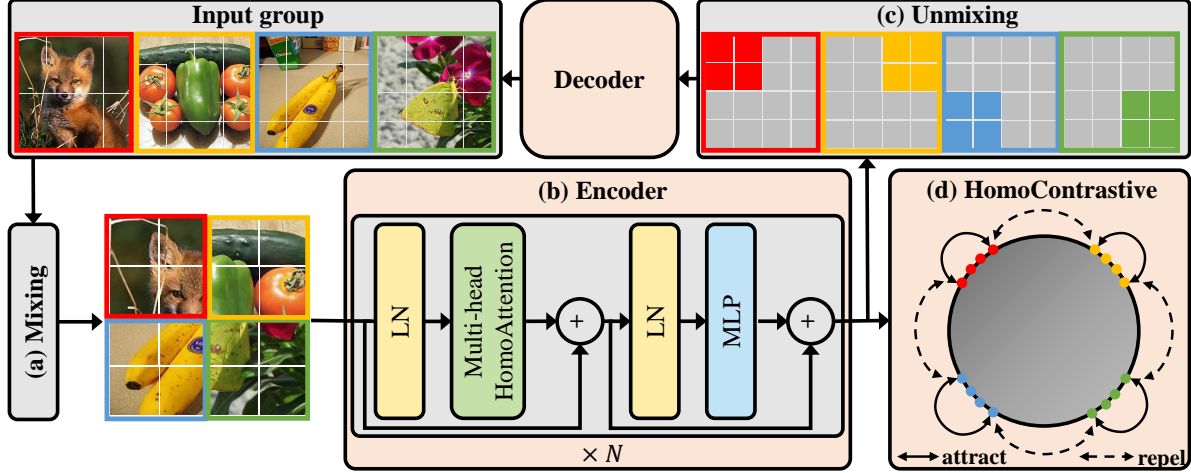 Input group
Decoder
(c) Unmixing
(a) Mixing
(b) Encoder
LN
Multi-head
HomoAttention
+
LN
MLP
+
× N
(d) HomoContrastive
attract
repel